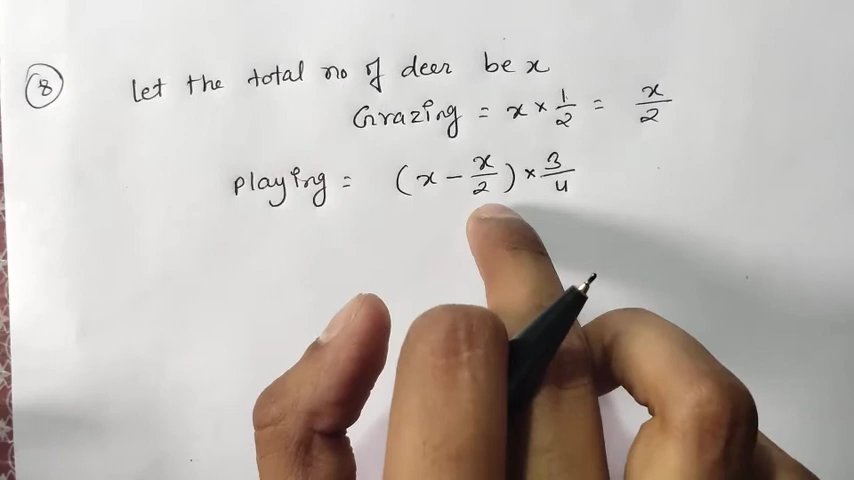 8 Let the total no of deer be x
Grazing = x × 1/2 = x/2
Playing = (x - x/2) × 3/4